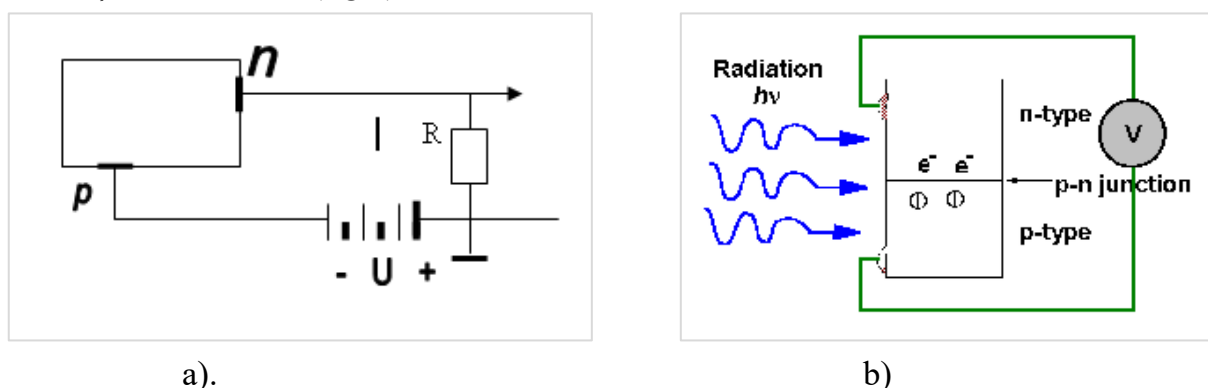 n
I
R
p
- U +
a).
Radiation
hν
n-type
V
e⁻ e⁻
p-n junction
p-type
b)